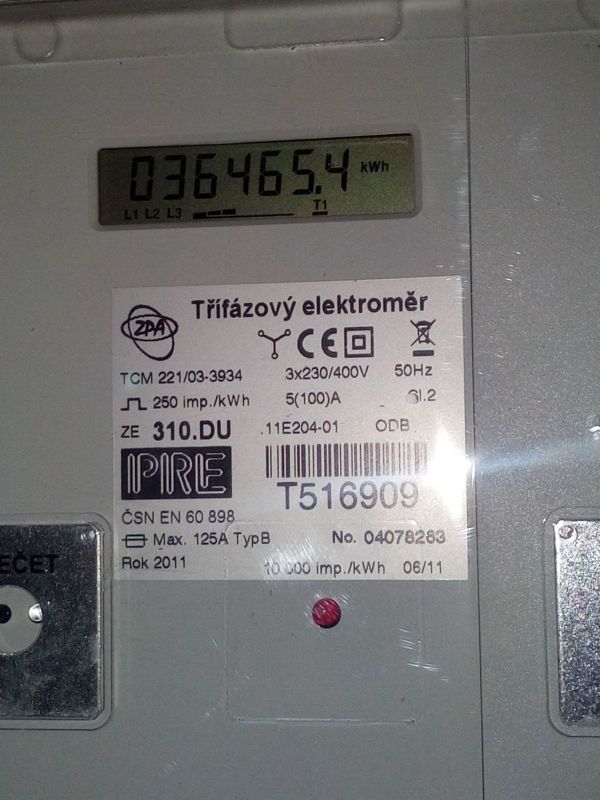 036465.4 kWh
L1 L2 L3 T1
ZPA Třífázový elektroměr
CE
TCM 221/03-3934 3x230/400V 50Hz
250 imp./kWh 5(100)A .2
ZE 310.DU .11E204-01 ODB
PRE
T516909
ČSN EN 60 898
Max. 125A TypB No. 04078283
Rok 2011 imp./kWh 06/11